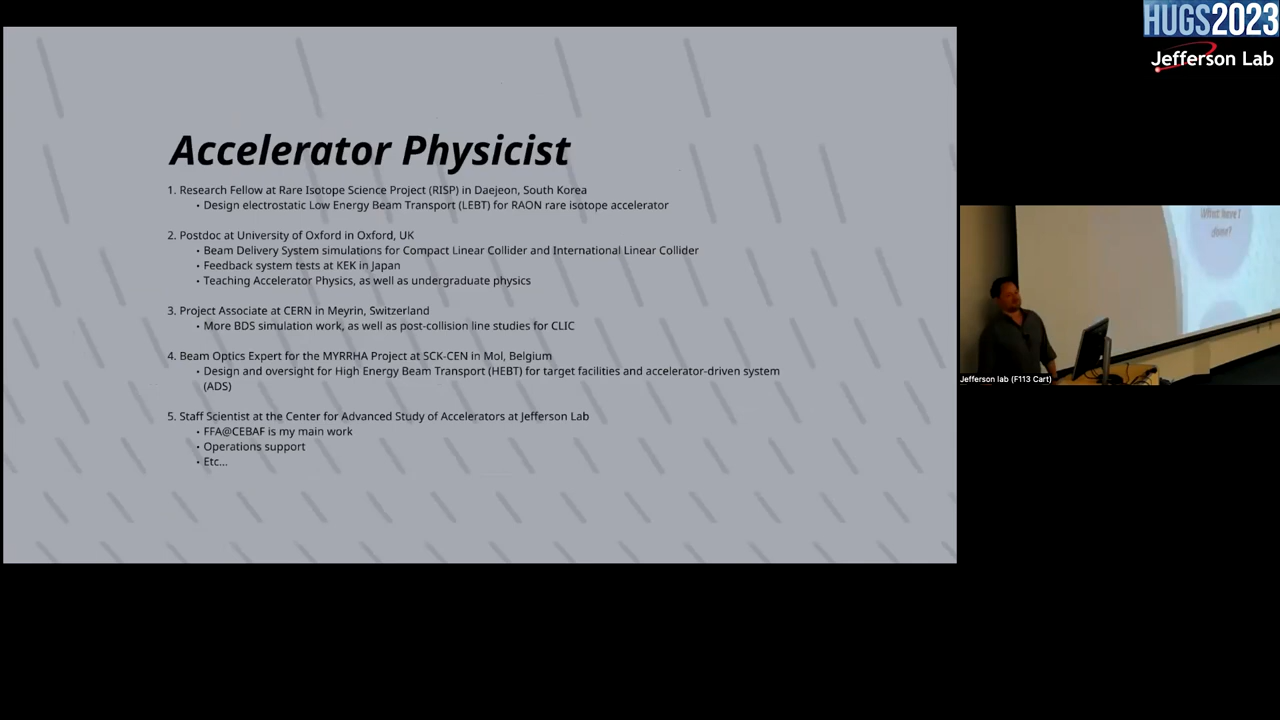 HUGS2023
Jefferson Lab
Accelerator Physicist
1. Research Fellow at Rare Isotope Science Project (RISP) in Daejeon, South Korea
• Design electrostatic Low Energy Beam Transport (LEBT) for RAON rare isotope accelerator
2. Postdoc at University of Oxford in Oxford, UK
• Beam Delivery System simulations for Compact Linear Collider and International Linear Collider
• Feedback system tests at KEK in Japan
• Teaching Accelerator Physics, as well as undergraduate physics
3. Project Associate at CERN in Meyrin, Switzerland
• More BDS simulation work, as well as post-collision line studies for CLIC
4. Beam Optics Expert for the MYRRHA Project at SCK-CEN in Mol, Belgium
• Design and oversight for High Energy Beam Transport (HEBT) for target facilities and accelerator-driven system
(ADS)
5. Staff Scientist at the Center for Advanced Study of Accelerators at Jefferson Lab
• FFA@CEBAF is my main work
• Operations support
• Etc...
What have I
done?
Jefferson lab (F113 Cart)